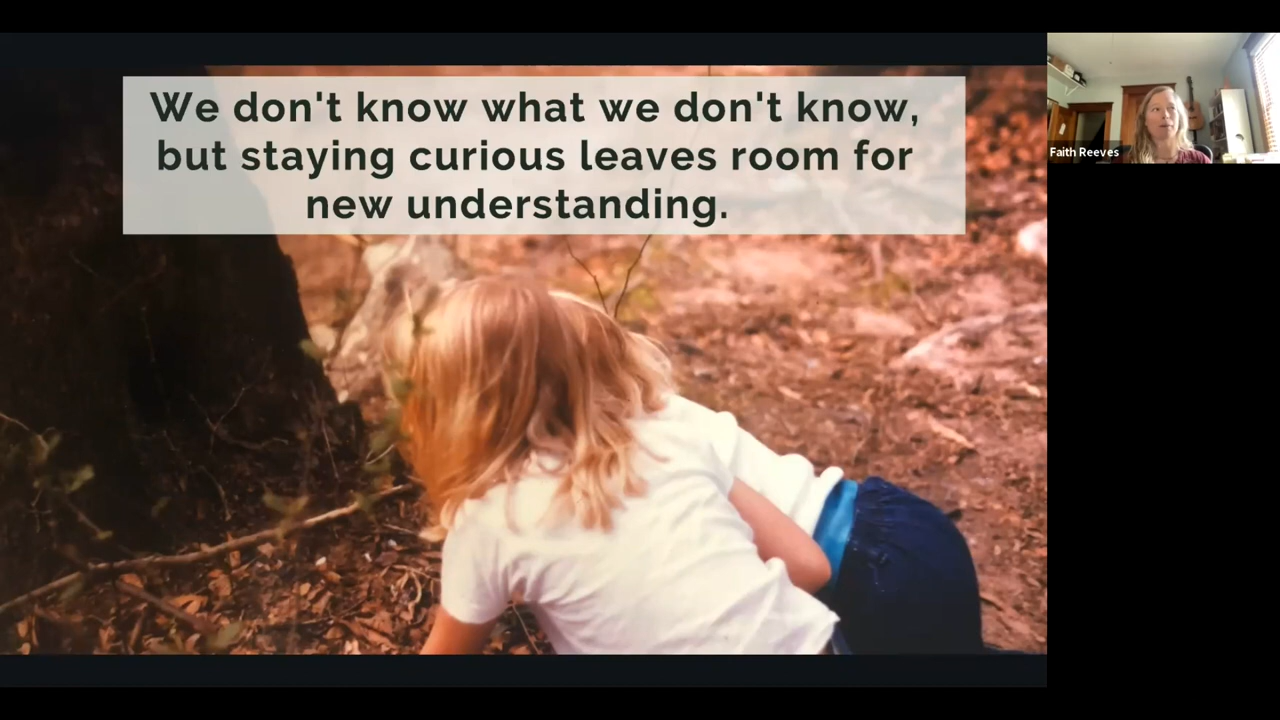 We don't know what we don't know,
but staying curious leaves room for
new understanding.
Faith Reeves